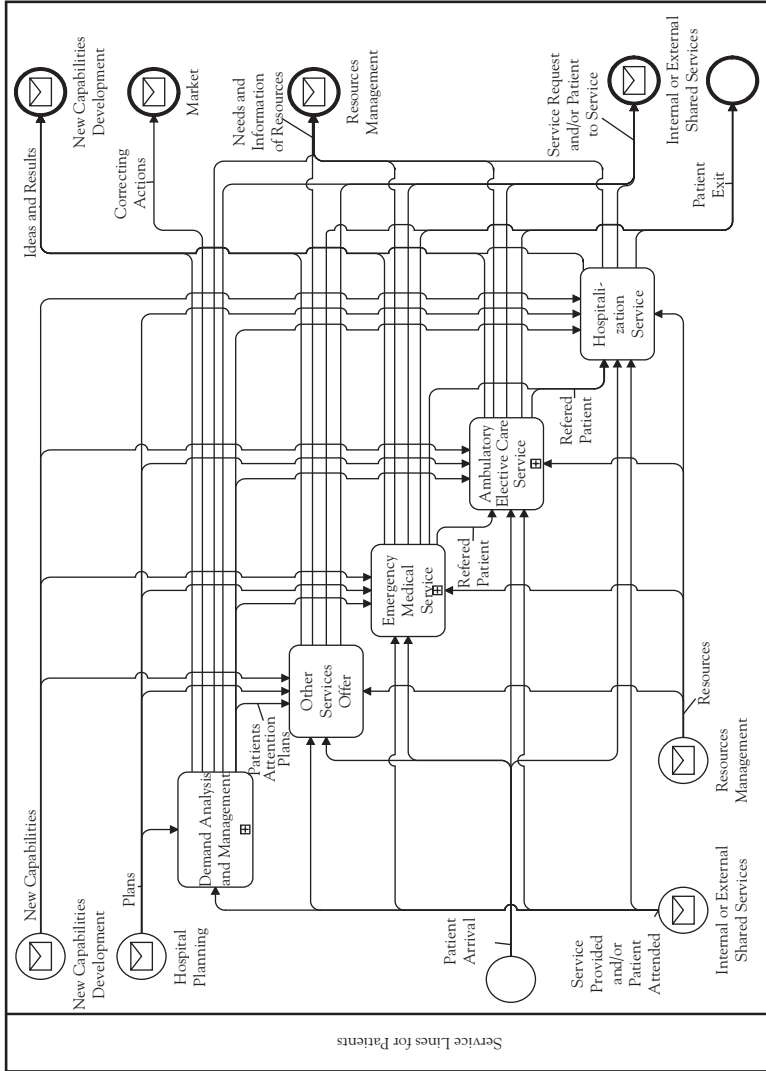 Service Lines for Patients
New Capabilities
Development
New Capabilities
Hospital
Planning
Plans
Patient
Arrival
Service
Provided
and/or
Patient
Attended
Internal or External
Shared Services
Resources
Management
Resources
Demand Analysis
and Management
Patients
Attention
Plans
Other
Services
Offer
Emergency
Medical
Service
Refered
Patient
Ambulatory
Elective Care
Service
Refered
Patient
Hospitali-
zation
Service
Ideas and Results
New Capabilities
Development
Correcting
Actions
Market
Needs and
Information
of Resources
Resources
Management
Service Request
and/or Patient
to Service
Internal or External
Shared Services
Patient
Exit